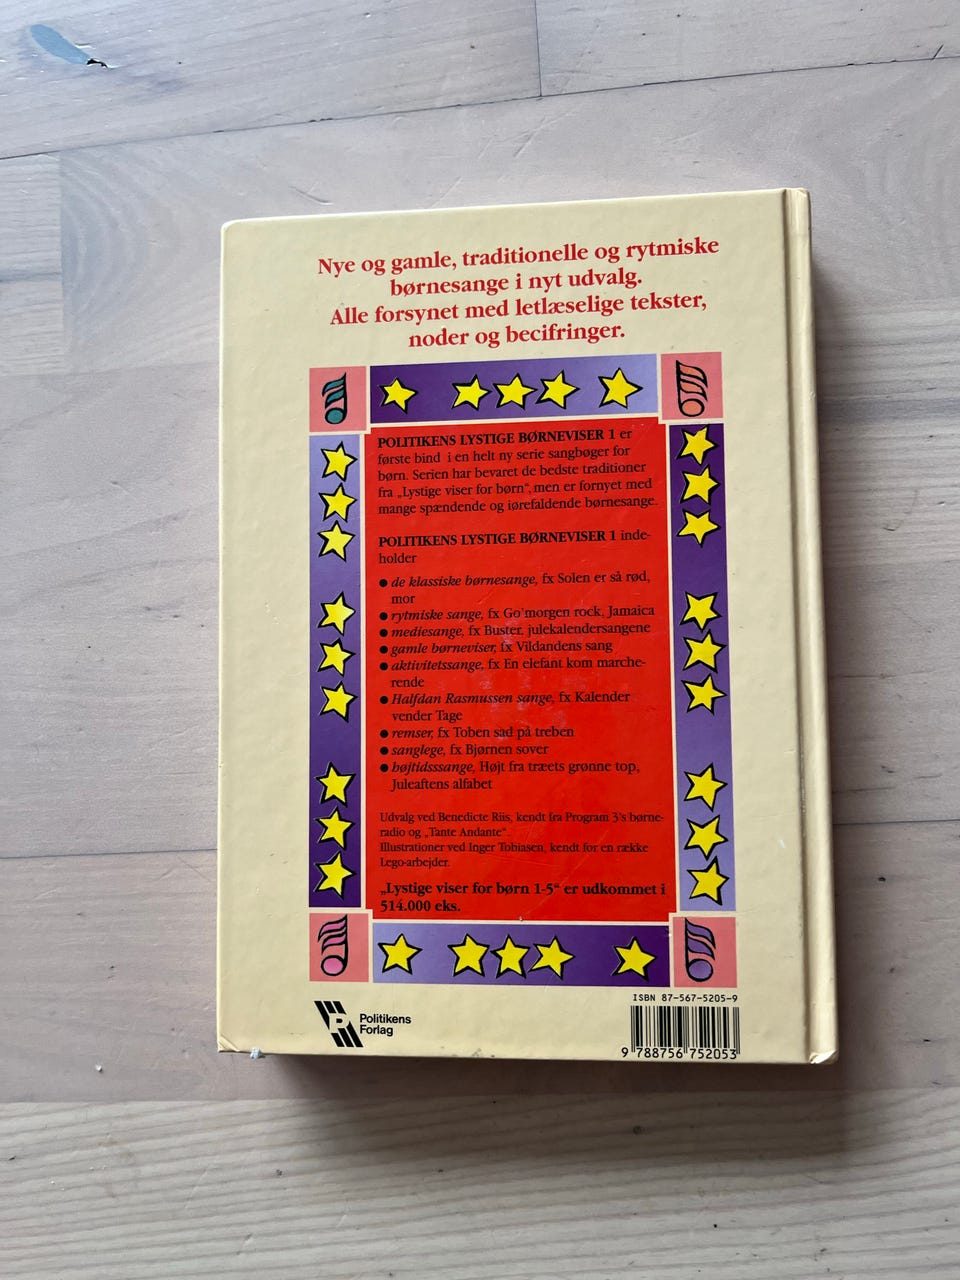 Nye og gamle, traditionelle og rytmiske
børnesange i nyt udvalg.
Alle forsynet med letlæselige tekster,
noder og becifringer.
POLITIKENS LYSTIGE BØRNEVISER 1 er
første bind i en helt ny serie sangbøger for
børn. Serien har bevaret de bedste traditioner
fra „Lystige viser for børn“, men er fornyet med
mange spændende og iørefaldende børnesange.
POLITIKENS LYSTIGE BØRNEVISER 1 inde-
holder
● de klassiske børnesange, fx Solen er så rød,
mor
● rytmiske sange, fx Go'morgen rock, Jamaica
● mediesange, fx Buster, julekalendersangene
● gamle børneviser, fx Vildandens sang
● aktivitetssange, fx En elefant kom marche-
rende
● Halfdan Rasmussen sange, fx Kalender
vender Tage
● remser, fx Toben sad på treben
● sanglege, fx Bjørnen sover
● højtidsssange, Højt fra træets grønne top,
Juleaftens alfabet
Udvalg ved Benedicte Riis, kendt fra Program 3's børne-
radio og „Tante Andante“.
Illustrationer ved Inger Tobiasen, kendt for en række
Lego-arbejder.
„Lystige viser for børn 1-5“ er udkommet i
514.000 eks.
ISBN 87-567-5205-9
P Politikens
Forlag
9 788756 752053